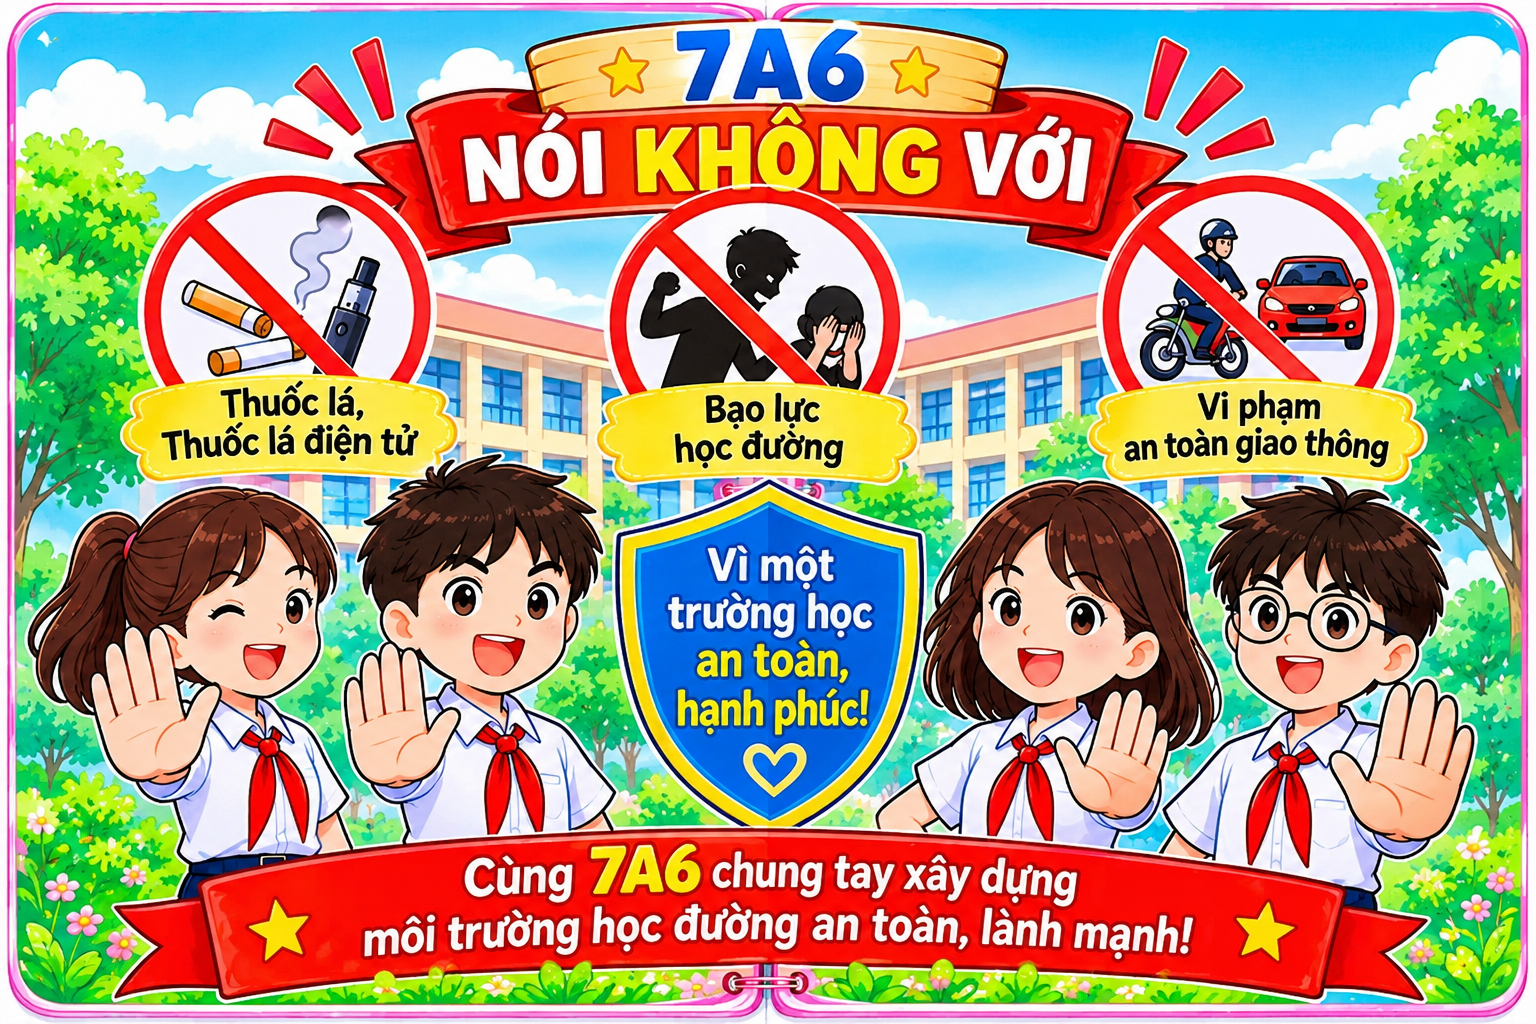 7A6
NÓI KHÔNG VỚI
Thuốc lá,
Thuốc lá điện tử
Bạo lực
học đường
Vi phạm
an toàn giao thông
Vì một
trường học
an toàn,
hạnh phúc!
Cùng 7A6 chung tay xây dựng
môi trường học đường an toàn, lành mạnh!